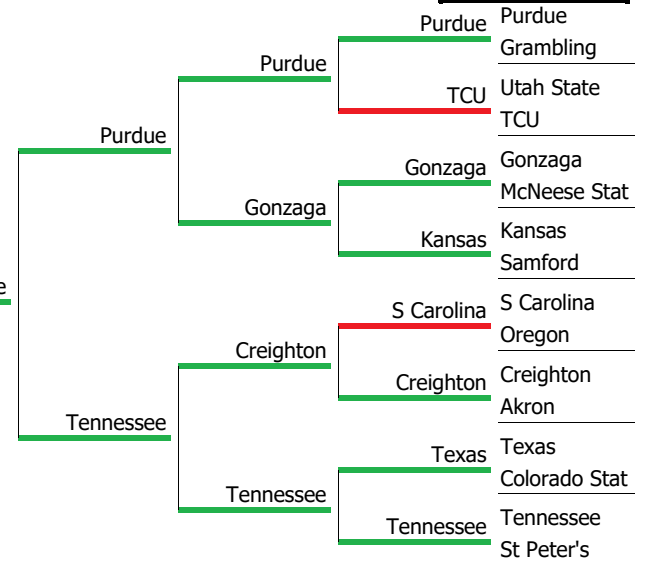 Purdue
Purdue
Grambling
Purdue
TCU
Utah State
TCU
Purdue
Gonzaga
Gonzaga
McNeese Stat
Gonzaga
Kansas
Kansas
Samford
e
S Carolina
S Carolina
Oregon
Creighton
Creighton
Creighton
Akron
Tennessee
Texas
Texas
Colorado Stat
Tennessee
Tennessee
Tennessee
St Peter's